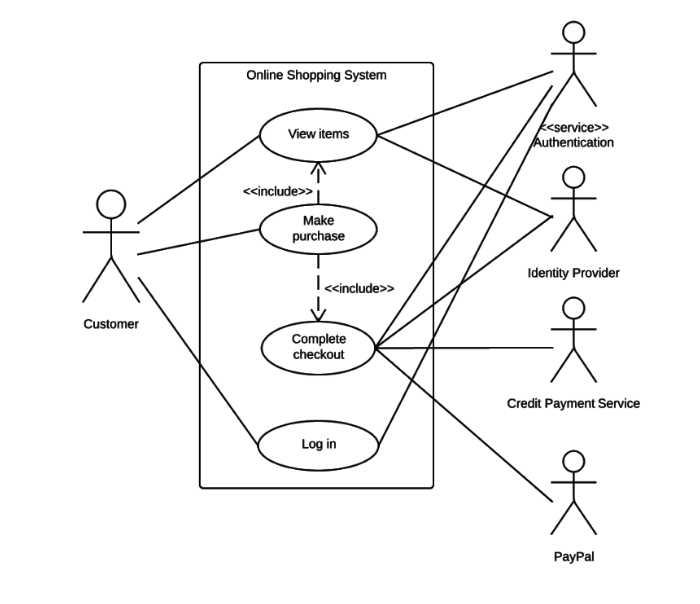 Online Shopping System
View items
<<include>>
Make
purchase
<<include>>
Complete
checkout
Log in
Customer
<<service>>
Authentication
Identity Provider
Credit Payment Service
PayPal